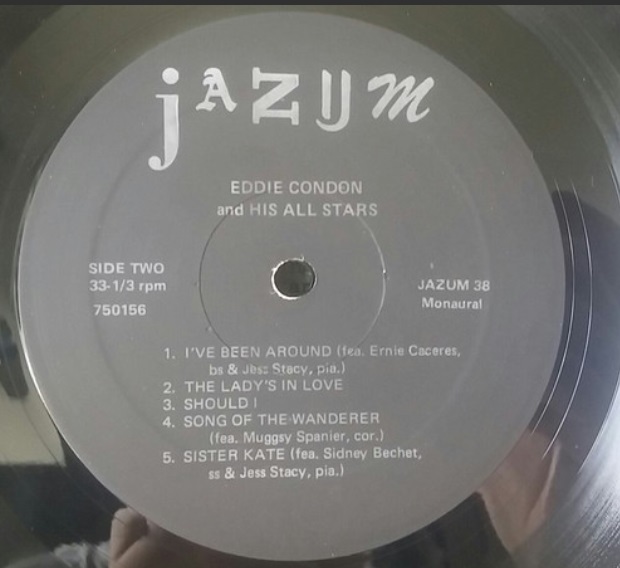 jAZUM
EDDIE CONDON
and HIS ALL STARS
SIDE TWO
33-1/3 rpm
750156
JAZUM 38
Monaural
1. I'VE BEEN AROUND (fea. Ernie Caceres,
bs & Jess Stacy, pia.)
2. THE LADY'S IN LOVE
3. SHOULD I
4. SONG OF THE WANDERER
(fea. Muggsy Spanier, cor.)
5. SISTER KATE (fea. Sidney Bechet,
ss & Jess Stacy, pia.)